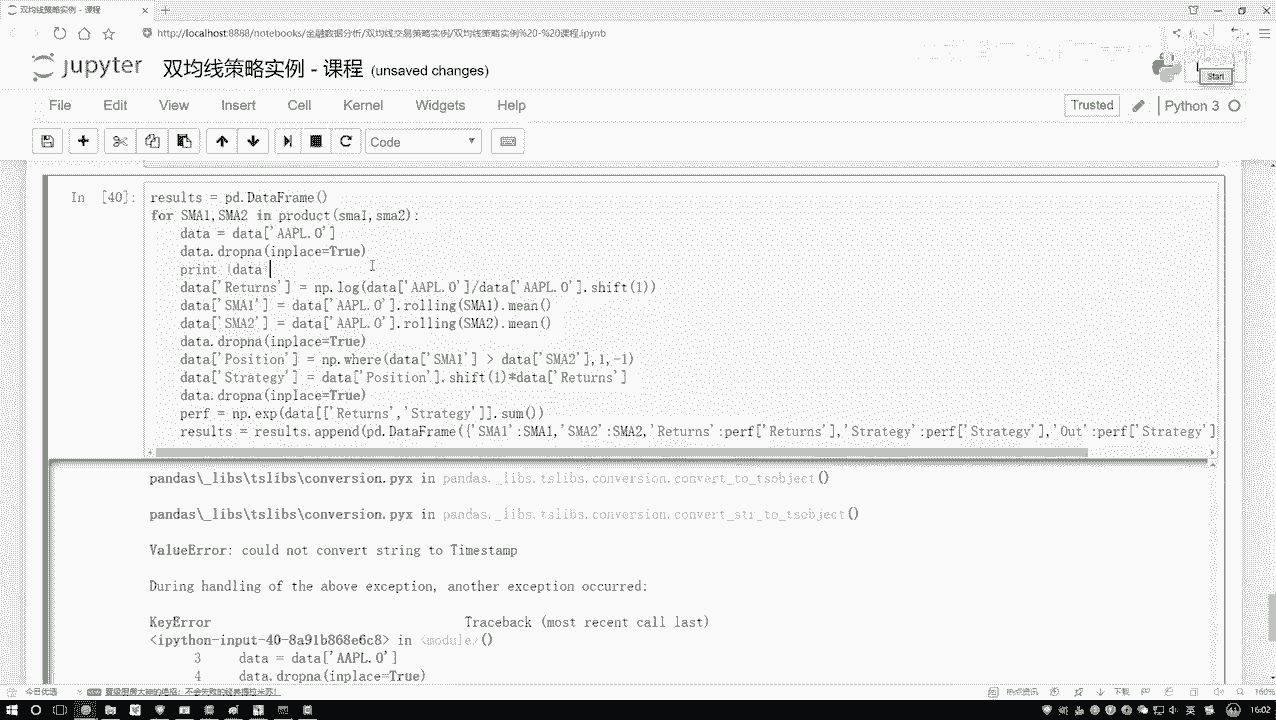 双均线策略实例 - 课程
http://localhost:8888/notebooks/金融数据分析/双均线交易策略实例/双均线策略实例%20-%20课程.ipynb
jupyter 双均线策略实例 - 课程 (unsaved changes)
Start
File Edit View Insert Cell Kernel Widgets Help
Trusted
Python 3
Code
In [40]:
results = pd.DataFrame()
for SMA1,SMA2 in product(sma1,sma2):
data = data['AAPL.O']
data.dropna(inplace=True)
print (data
data['Returns'] = np.log(data['AAPL.O']/data['AAPL.O'].shift(1))
data['SMA1'] = data['AAPL.O'].rolling(SMA1).mean()
data['SMA2'] = data['AAPL.O'].rolling(SMA2).mean()
data.dropna(inplace=True)
data['Position'] = np.where(data['SMA1'] > data['SMA2'],1,-1)
data['Strategy'] = data['Position'].shift(1)*data['Returns']
data.dropna(inplace=True)
perf = np.exp(data[['Returns','Strategy']].sum())
results = results.append(pd.DataFrame({'SMA1':SMA1,'SMA2':SMA2,'Returns':perf['Returns'],'Strategy':perf['Strategy'],'Out':perf['Strategy']
pandas\_libs\tslibs\conversion.pyx in pandas._libs.tslibs.conversion.convert_to_tsobject()
pandas\_libs\tslibs\conversion.pyx in pandas._libs.tslibs.conversion.convert_str_to_tsobject()
ValueError: could not convert string to Timestamp
During handling of the above exception, another exception occurred:
KeyError Traceback (most recent call last)
<ipython-input-40-8a91b868e6c8> in <module>()
3 data = data['AAPL.O']
4 data.dropna(inplace=True)
今日优选
热点资讯
下载
160%
英
16:02